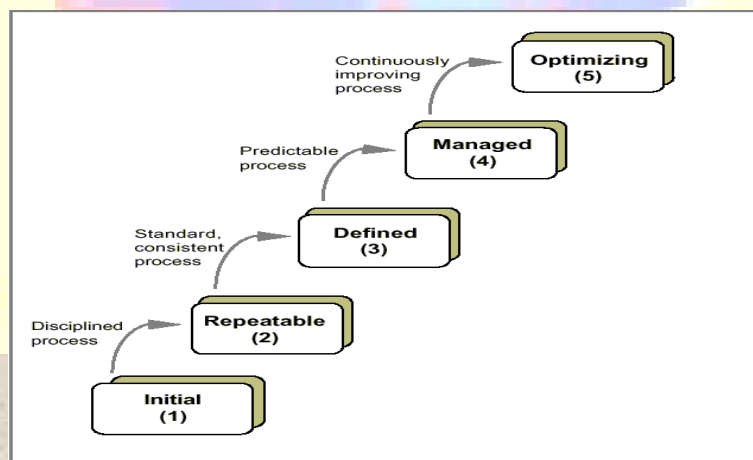 Continuously
improving
process
Optimizing
(5)
Predictable
process
Managed
(4)
Standard,
consistent
process
Defined
(3)
Disciplined
process
Repeatable
(2)
Initial
(1)